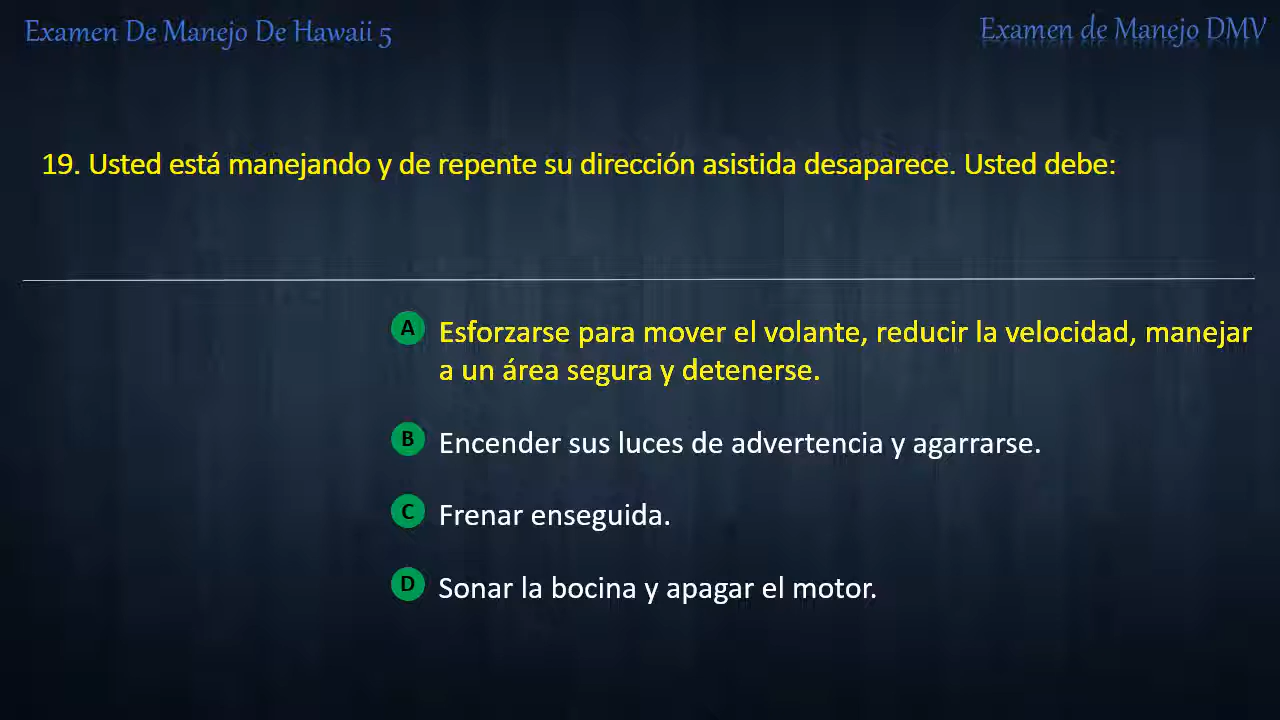 Examen De Manejo De Hawaii 5
Examen de Manejo DMV
19. Usted está manejando y de repente su dirección asistida desaparece. Usted debe:
A
Esforzarse para mover el volante, reducir la velocidad, manejar
a un área segura y detenerse.
B
Encender sus luces de advertencia y agarrarse.
C
Frenar enseguida.
D
Sonar la bocina y apagar el motor.